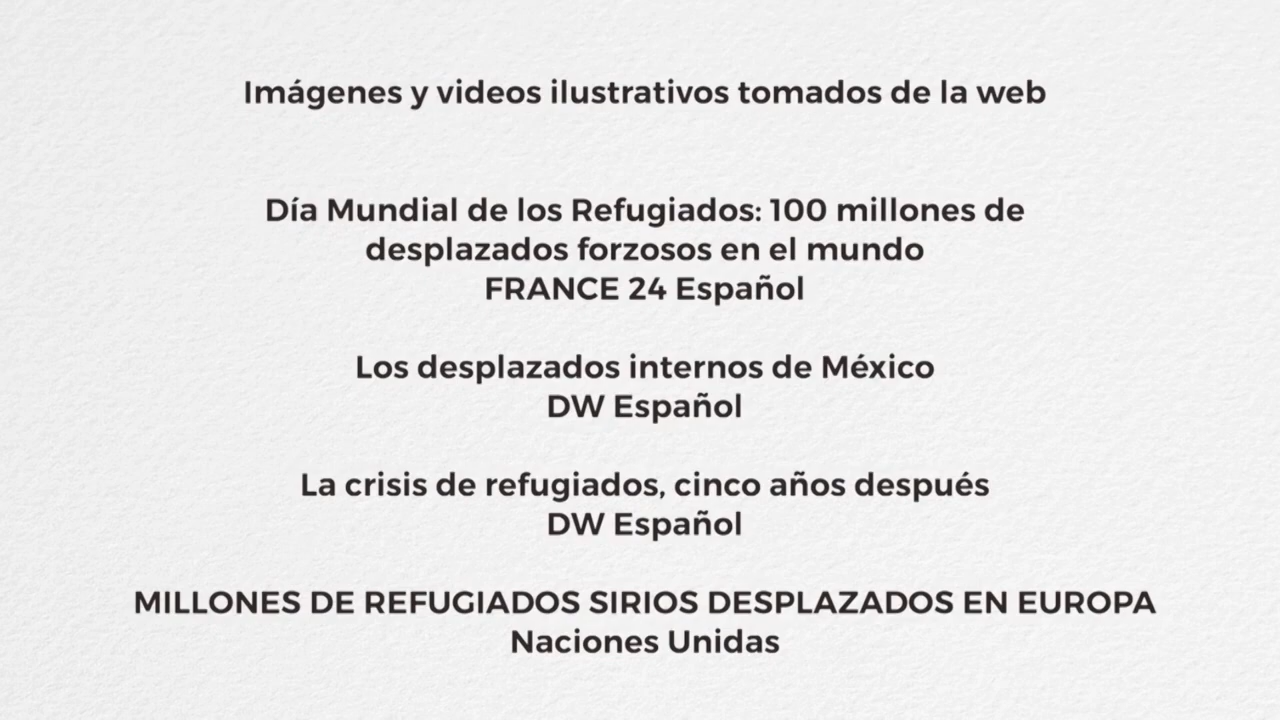 Imágenes y videos ilustrativos tomados de la web
Día Mundial de los Refugiados: 100 millones de
desplazados forzosos en el mundo
FRANCE 24 Español
Los desplazados internos de México
DW Español
La crisis de refugiados, cinco años después
DW Español
MILLONES DE REFUGIADOS SIRIOS DESPLAZADOS EN EUROPA
Naciones Unidas